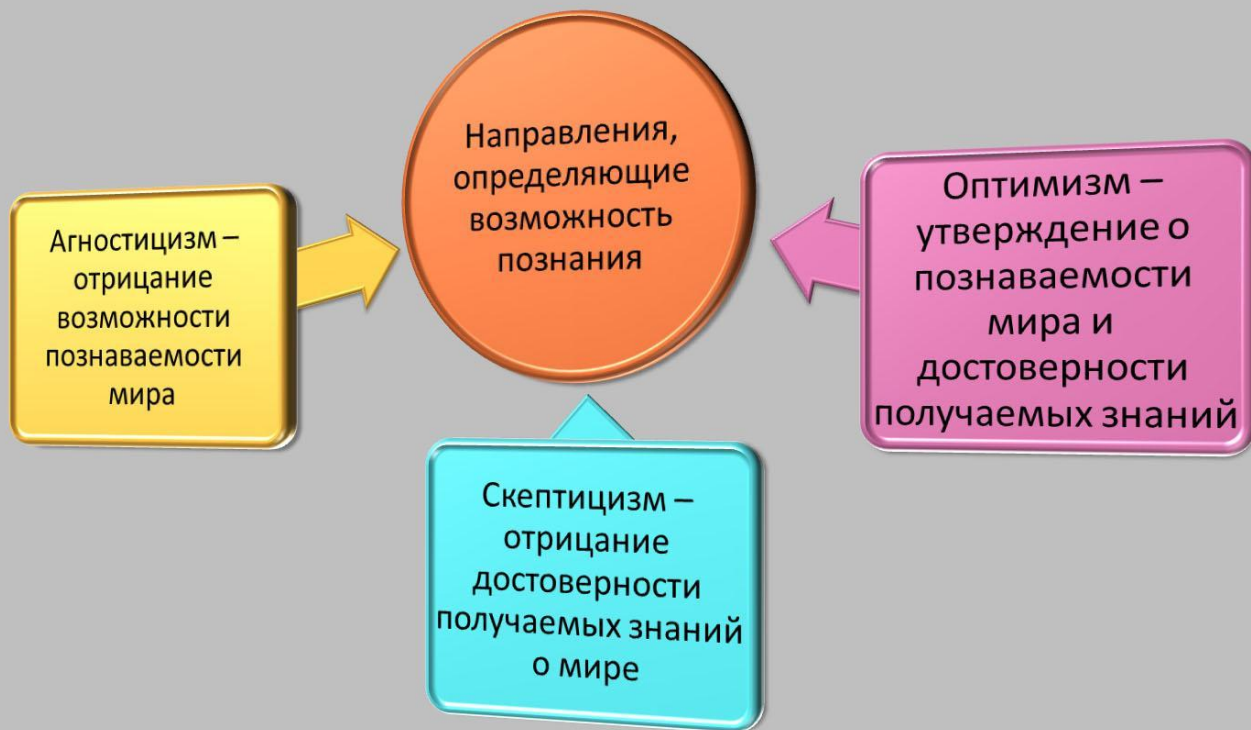 Направления,
определяющие
возможность
познания
Агностицизм –
отрицание
возможности
познаваемости
мира
Оптимизм –
утверждение о
познаваемости
мира и
достоверности
получаемых знаний
Скептицизм –
отрицание
достоверности
получаемых знаний
о мире